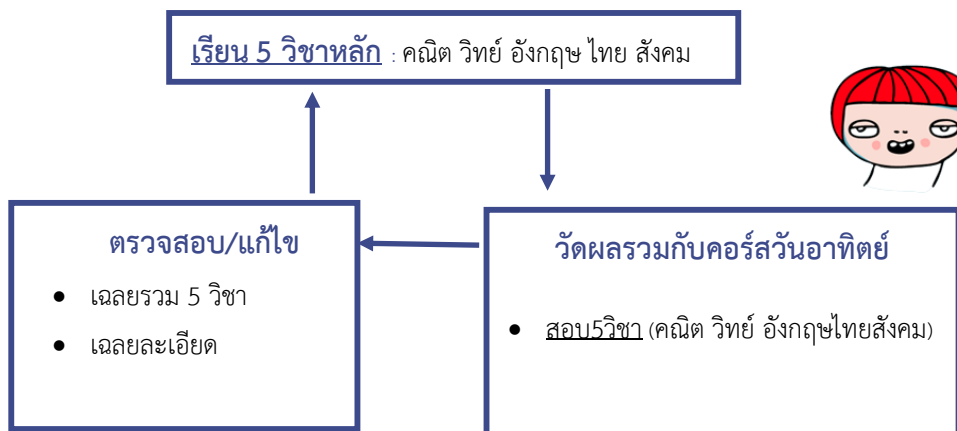 เรียน 5 วิชาหลัก : คณิต วิทย์ อังกฤษ ไทย สังคม
ตรวจสอบ/แก้ไข
• เฉลยรวม 5 วิชา
• เฉลยละเอียด
วัดผลรวมกับคอร์สวันอาทิตย์
• สอบ5วิชา (คณิต วิทย์ อังกฤษไทยสังคม)